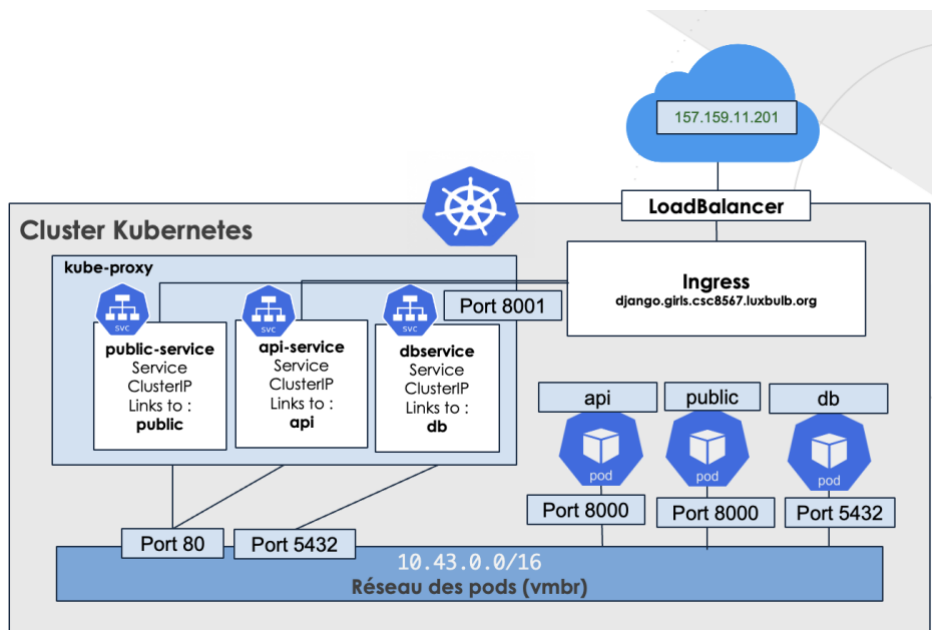 157.159.11.201
LoadBalancer
Cluster Kubernetes
kube-proxy
Ingress
django.girls.csc8567.luxbulb.org
Port 8001
svc
public-service
Service
ClusterIP
Links to :
public
svc
api-service
Service
ClusterIP
Links to :
api
svc
dbservice
Service
ClusterIP
Links to :
db
api
public
db
pod
pod
pod
Port 8000
Port 8000
Port 5432
Port 80
Port 5432
10.43.0.0/16
Réseau des pods (vmbr)